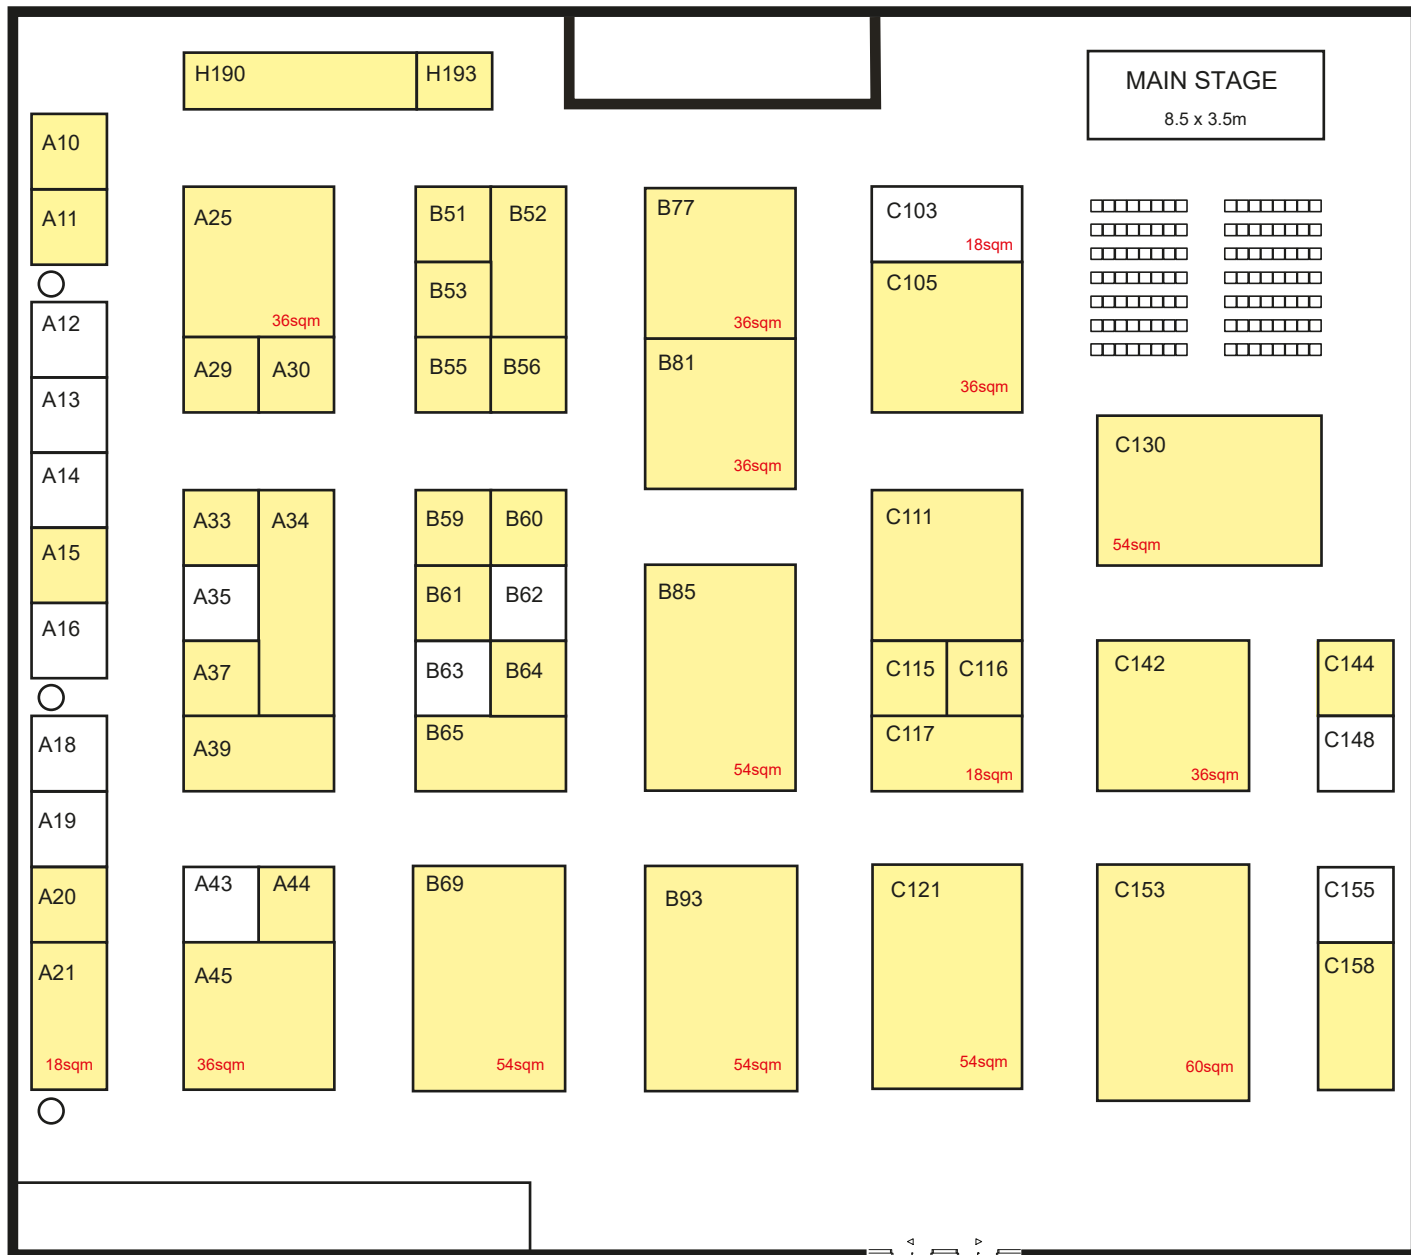 H190
H193
MAIN STAGE
8.5 x 3.5m
A10
A11
A12
A13
A14
A15
A16
A18
A19
A20
A21
18sqm
A25
36sqm
A29
A30
A33
A34
A35
A37
A39
A43
A44
A45
36sqm
B51
B52
B53
B55
B56
B59
B60
B61
B62
B63
B64
B65
B69
54sqm
B77
36sqm
B81
36sqm
B85
54sqm
B93
54sqm
C103
18sqm
C105
36sqm
C111
C115
C116
C117
18sqm
C121
54sqm
C130
54sqm
C142
36sqm
C144
C148
C153
60sqm
C155
C158